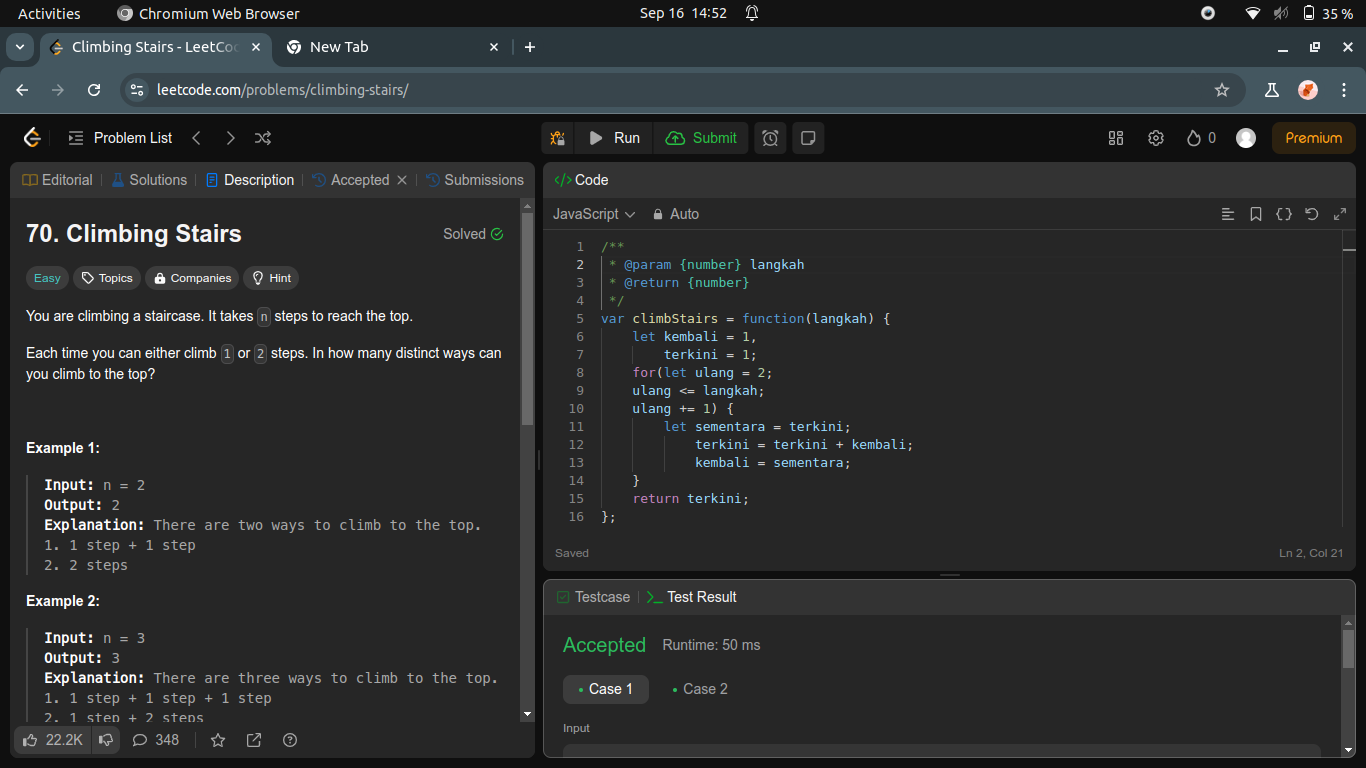 Activities Chromium Web Browser Sep 16 14:52 35 %
Climbing Stairs - LeetCo New Tab
leetcode.com/problems/climbing-stairs/
Problem List Run Submit 0 Premium
Editorial Solutions Description Accepted Submissions
70. Climbing Stairs Solved
Easy Topics Companies Hint
You are climbing a staircase. It takes n steps to reach the top.
Each time you can either climb 1 or 2 steps. In how many distinct ways can
you climb to the top?
Example 1:
Input: n = 2
Output: 2
Explanation: There are two ways to climb to the top.
1. 1 step + 1 step
2. 2 steps
Example 2:
Input: n = 3
Output: 3
Explanation: There are three ways to climb to the top.
1. 1 step + 1 step + 1 step
2. 1 step + 2 steps
22.2K 348
</> Code
JavaScript Auto
1 /**
2 * @param {number} langkah
3 * @return {number}
4 */
5 var climbStairs = function(langkah) {
6 let kembali = 1,
7 terkini = 1;
8 for(let ulang = 2;
9 ulang <= langkah;
10 ulang += 1) {
11 let sementara = terkini;
12 terkini = terkini + kembali;
13 kembali = sementara;
14 }
15 return terkini;
16 };
Saved Ln 2, Col 21
Testcase >_ Test Result
Accepted Runtime: 50 ms
• Case 1 • Case 2
Input